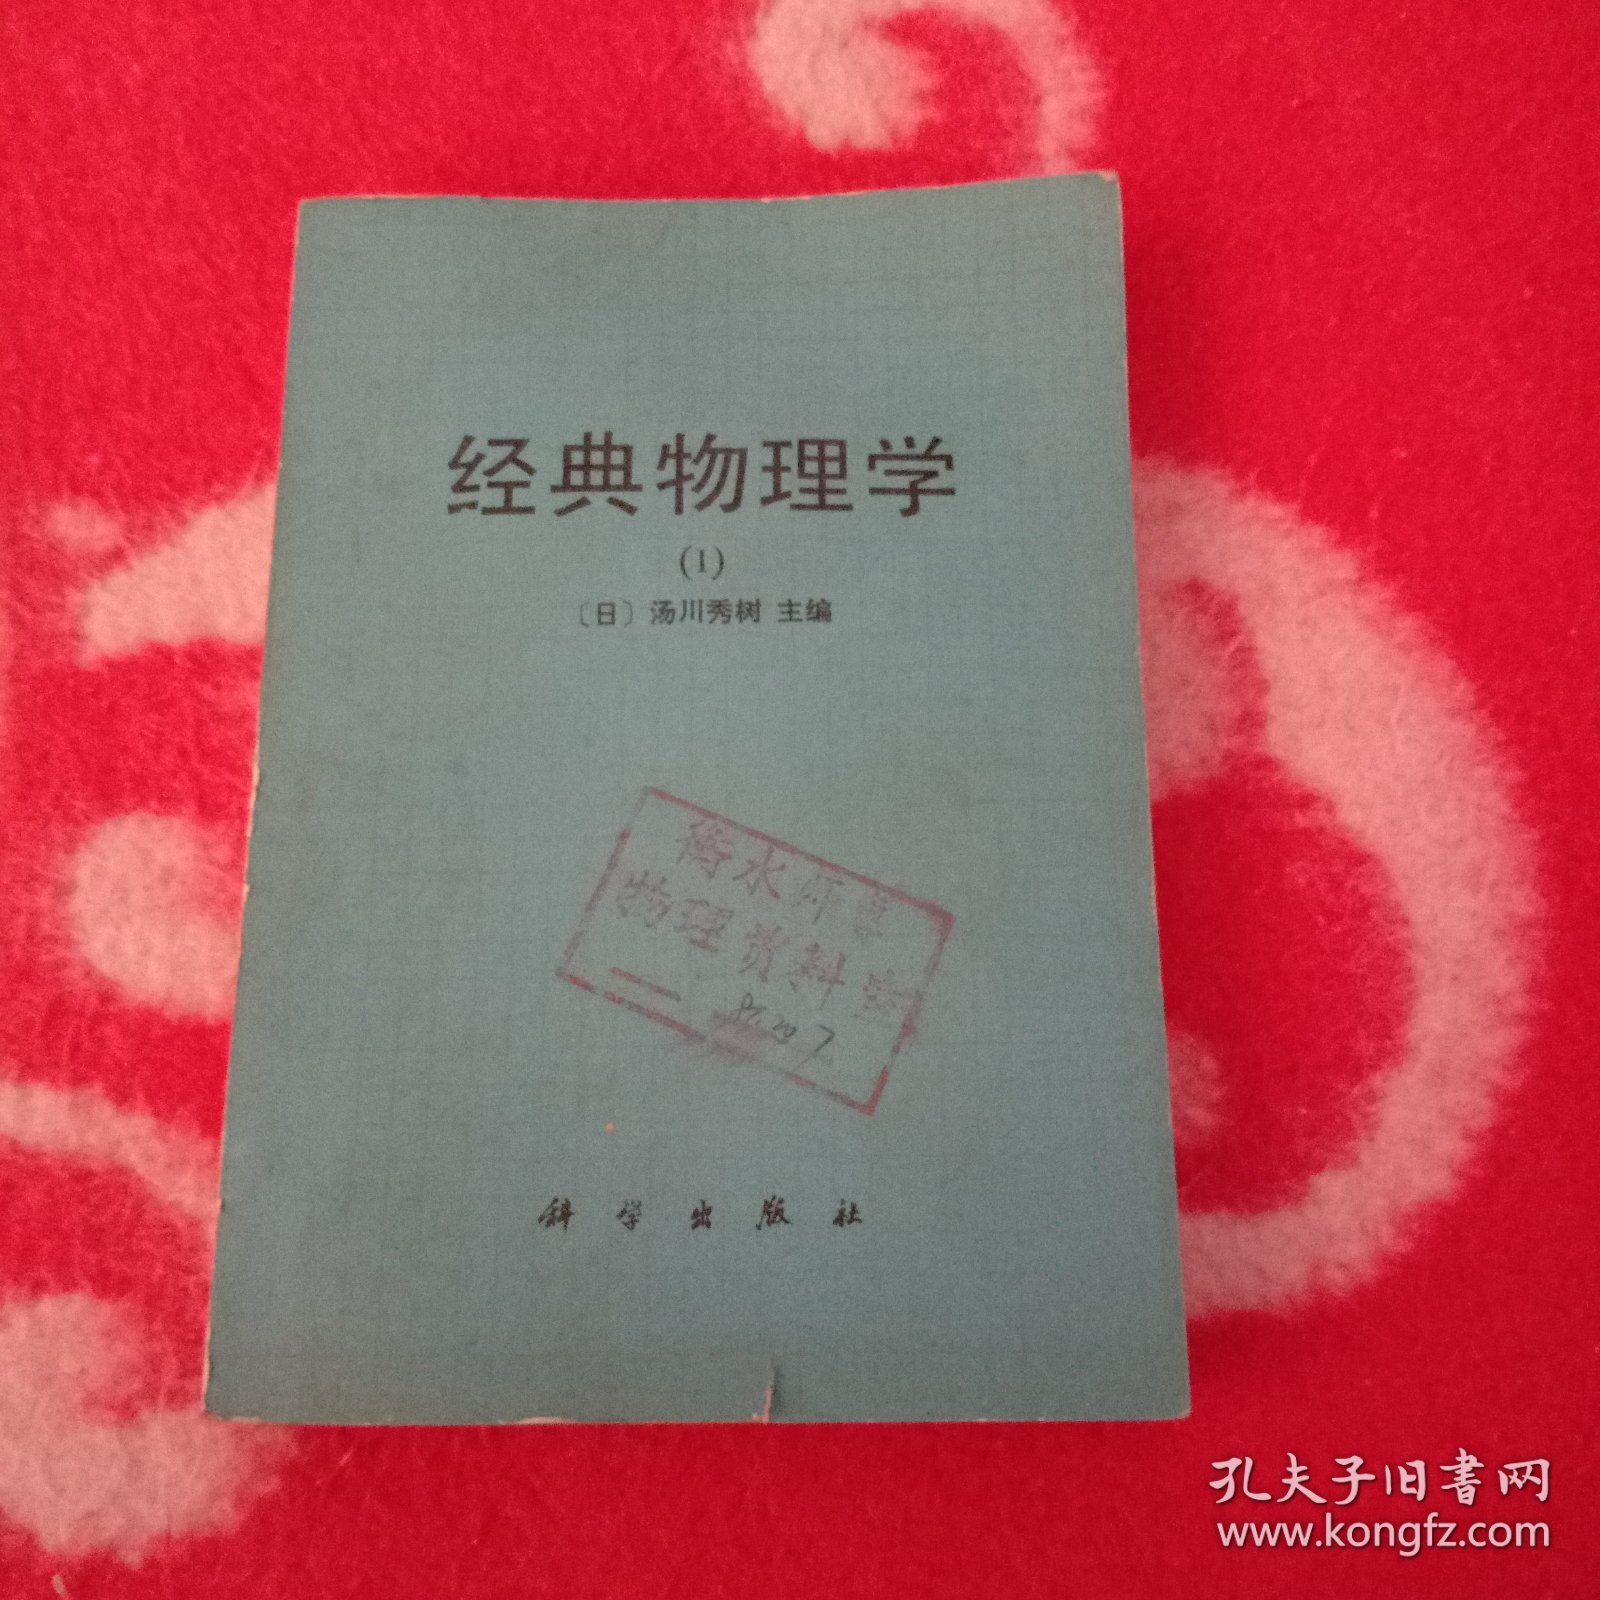 经典物理学
(1)
〔日〕汤川秀树 主编
衡水师专
物理资料室
科学出版社
孔夫子旧书网
www.kongfz.com